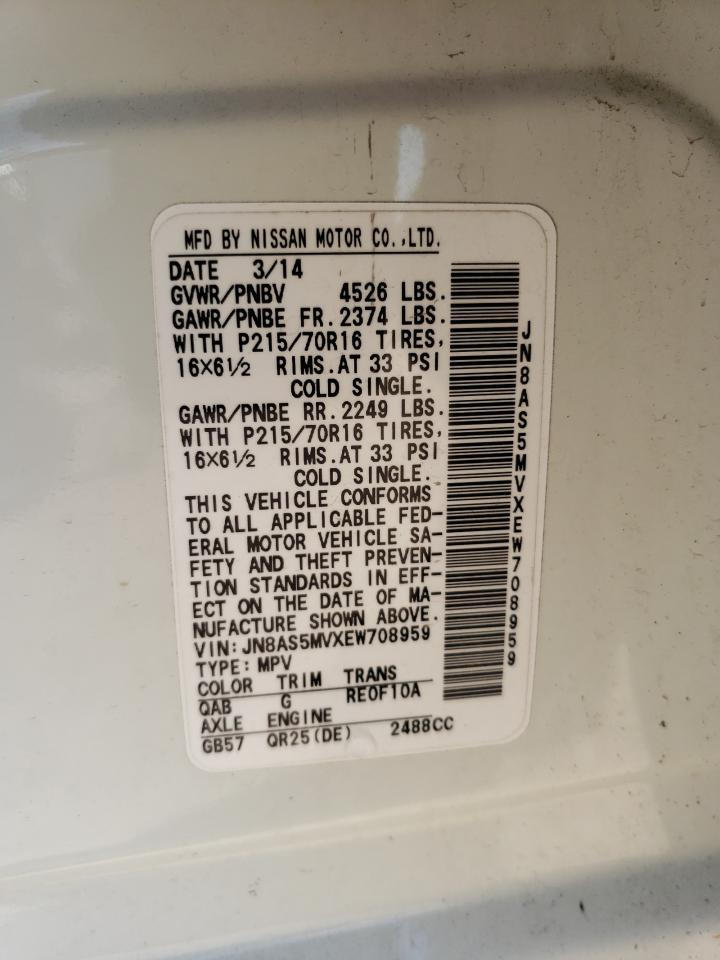 MFD BY NISSAN MOTOR CO.,LTD.
DATE 3/14
GVWR/PNBV 4526 LBS.
GAWR/PNBE FR.2374 LBS.
WITH P215/70R16 TIRES,
16X6½ RIMS.AT 33 PSI
COLD SINGLE.
GAWR/PNBE RR.2249 LBS.
WITH P215/70R16 TIRES,
16X6½ RIMS.AT 33 PSI
COLD SINGLE.
THIS VEHICLE CONFORMS
TO ALL APPLICABLE FED-
ERAL MOTOR VEHICLE SA-
FETY AND THEFT PREVEN-
TION STANDARDS IN EFF-
ECT ON THE DATE OF MA-
NUFACTURE SHOWN ABOVE.
VIN:JN8AS5MVXEW708959
TYPE:MPV
COLOR TRIM TRANS
QAB G RE0F10A
AXLE ENGINE
GB57 QR25(DE) 2488CC
JN8AS5MVXEW708959